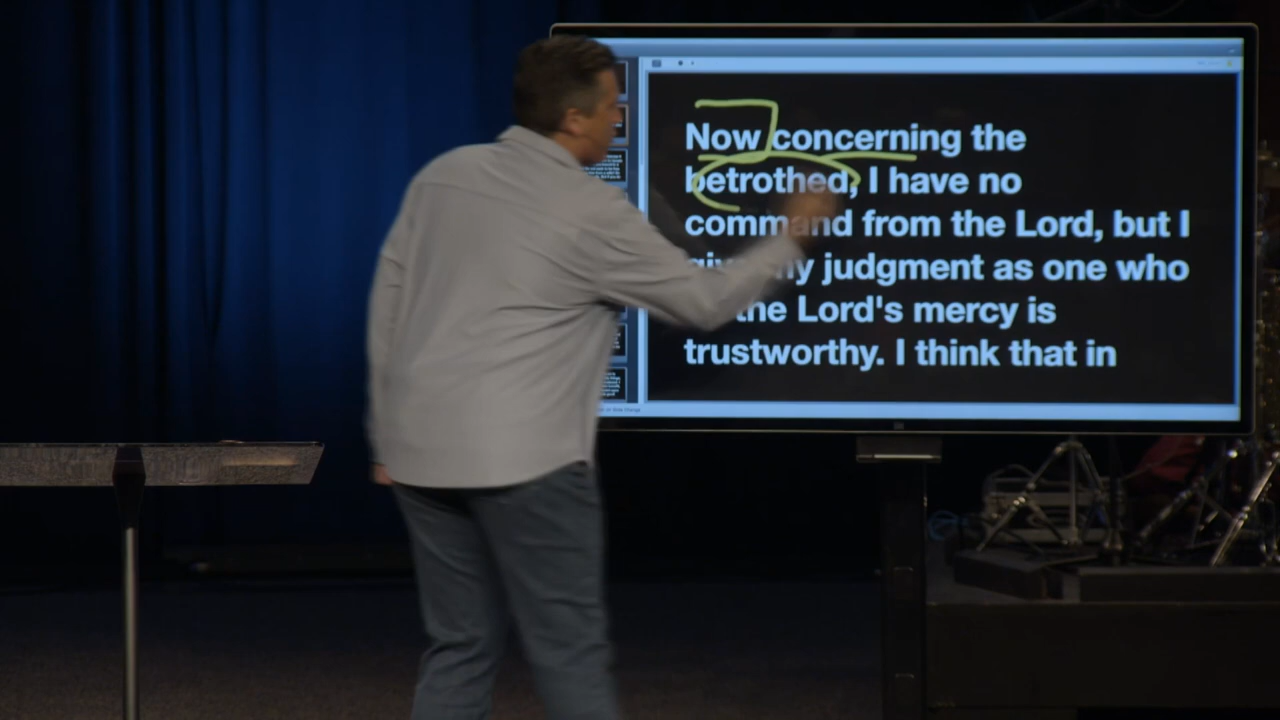 Now concerning the
betrothed, I have no
command from the Lord, but I
my judgment as one who
the Lord's mercy is
trustworthy. I think that in